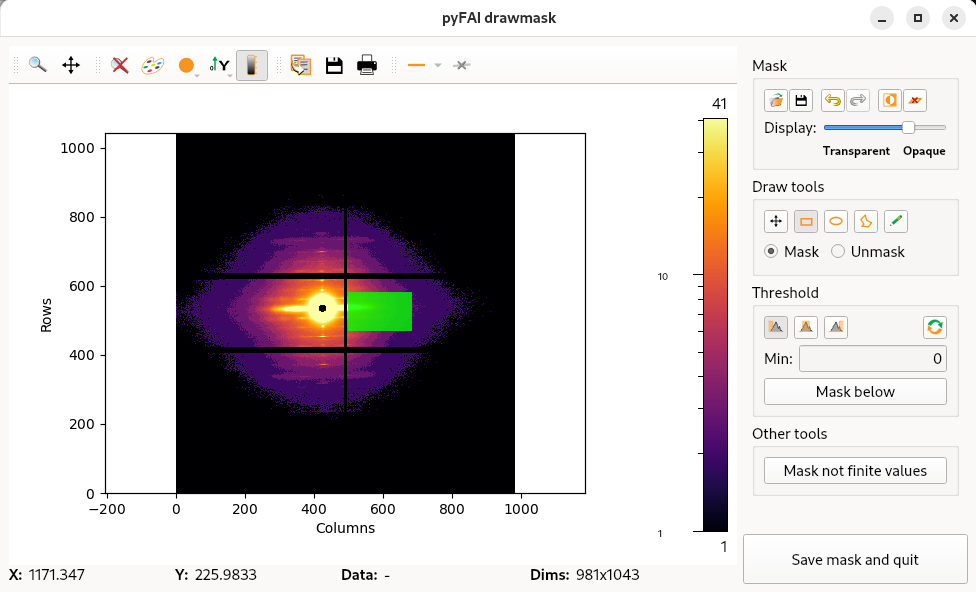 pyFAI drawmask
Y
41
10
1
1
1000
800
600
400
200
0
Rows
−200 0 200 400 600 800 1000
Columns
X: 1171.347 Y: 225.9833 Data: - Dims: 981x1043
Mask
Display:
Transparent Opaque
Draw tools
Mask Unmask
Threshold
Min: 0
Mask below
Other tools
Mask not finite values
Save mask and quit